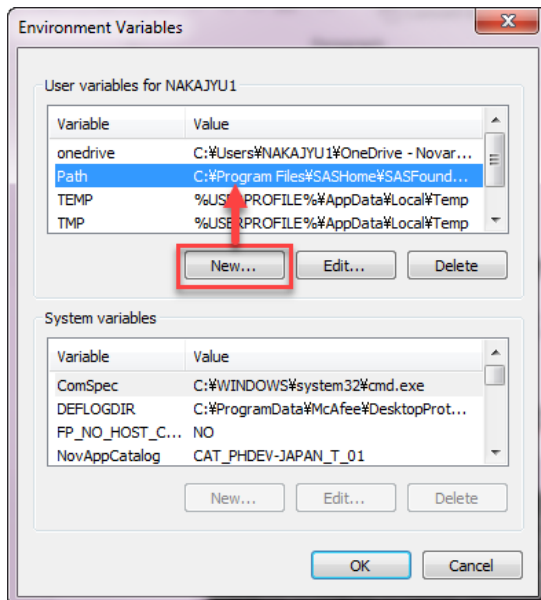 Environment Variables
User variables for NAKAJYU1
Variable Value
onedrive C:¥Users¥NAKAJYU1¥OneDrive - Novar...
Path C:¥Program Files¥SASHome¥SASFound...
TEMP %USERPROFILE%¥AppData¥Local¥Temp
TMP %USERPROFILE%¥AppData¥Local¥Temp
New... Edit... Delete
System variables
Variable Value
ComSpec C:¥WINDOWS¥system32¥cmd.exe
DEFLOGDIR C:¥ProgramData¥McAfee¥DesktopProt...
FP_NO_HOST_C... NO
NovAppCatalog CAT_PHDEV-JAPAN_T_01
New... Edit... Delete
OK Cancel